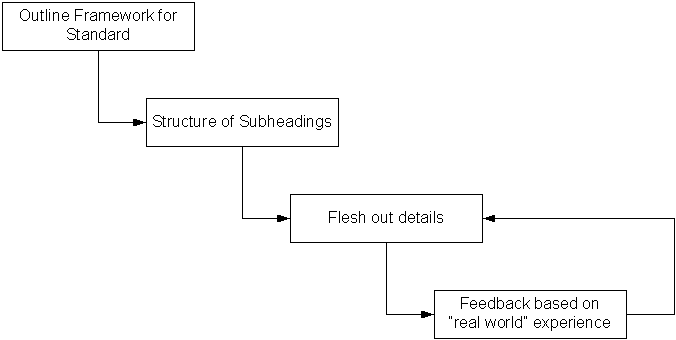 Outline Framework for
Standard
Structure of Subheadings
Flesh out details
Feedback based on
"real world" experience